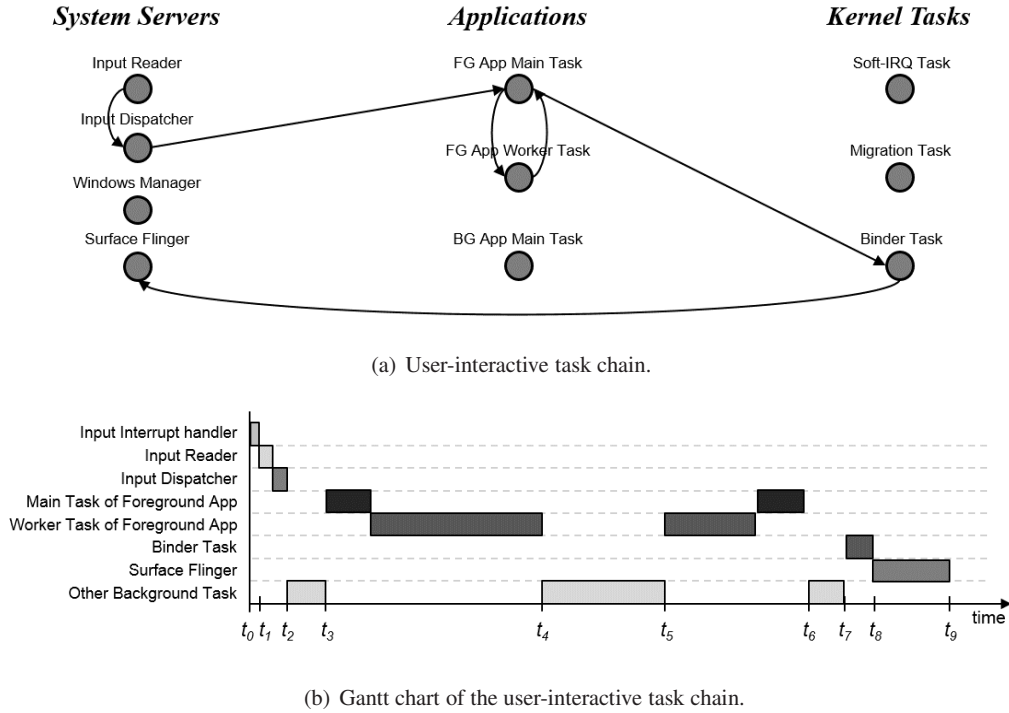 System Servers Applications Kernel Tasks
Input Reader FG App Main Task Soft-IRQ Task
Input Dispatcher
FG App Worker Task Migration Task
Windows Manager
Surface Flinger BG App Main Task Binder Task
(a) User-interactive task chain.
Input Interrupt handler
Input Reader
Input Dispatcher
Main Task of Foreground App
Worker Task of Foreground App
Binder Task
Surface Flinger
Other Background Task
time
t0 t1 t2 t3 t4 t5 t6 t7 t8 t9
(b) Gantt chart of the user-interactive task chain.